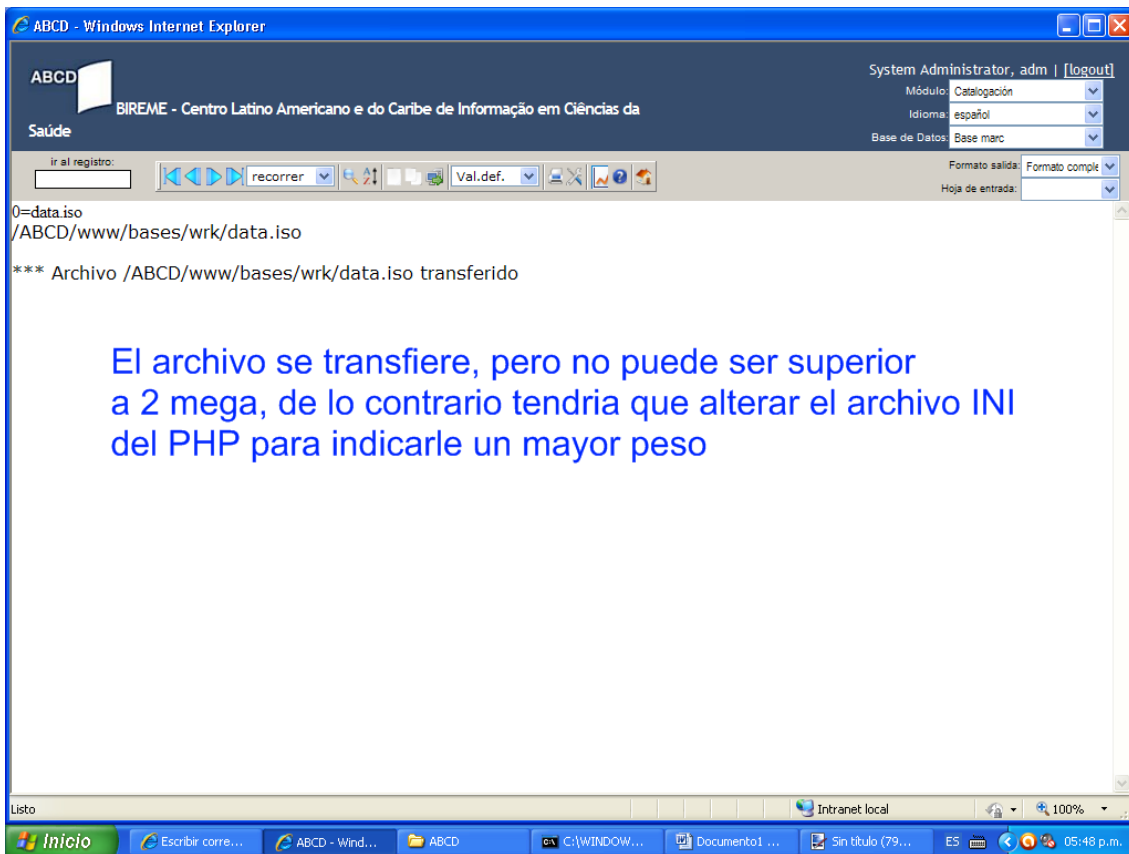 ABCD - Windows Internet Explorer
ABCD
BIREME - Centro Latino Americano e do Caribe de Informação em Ciências da
Saúde
System Administrator, adm | [logout]
Módulo: Catalogación
Idioma: español
Base de Datos: Base marc
ir al registro:
recorrer
Val.def.
Formato salida: Formato comple
Hoja de entrada:
0=data.iso
/ABCD/www/bases/wrk/data.iso
*** Archivo /ABCD/www/bases/wrk/data.iso transferido
El archivo se transfiere, pero no puede ser superior
a 2 mega, de lo contrario tendria que alterar el archivo INI
del PHP para indicarle un mayor peso
Listo
Intranet local
100%
Inicio
Escribir corre...
ABCD - Wind...
ABCD
C:\WINDOW...
Documento1 ...
Sin título (79...
ES
05:48 p.m.